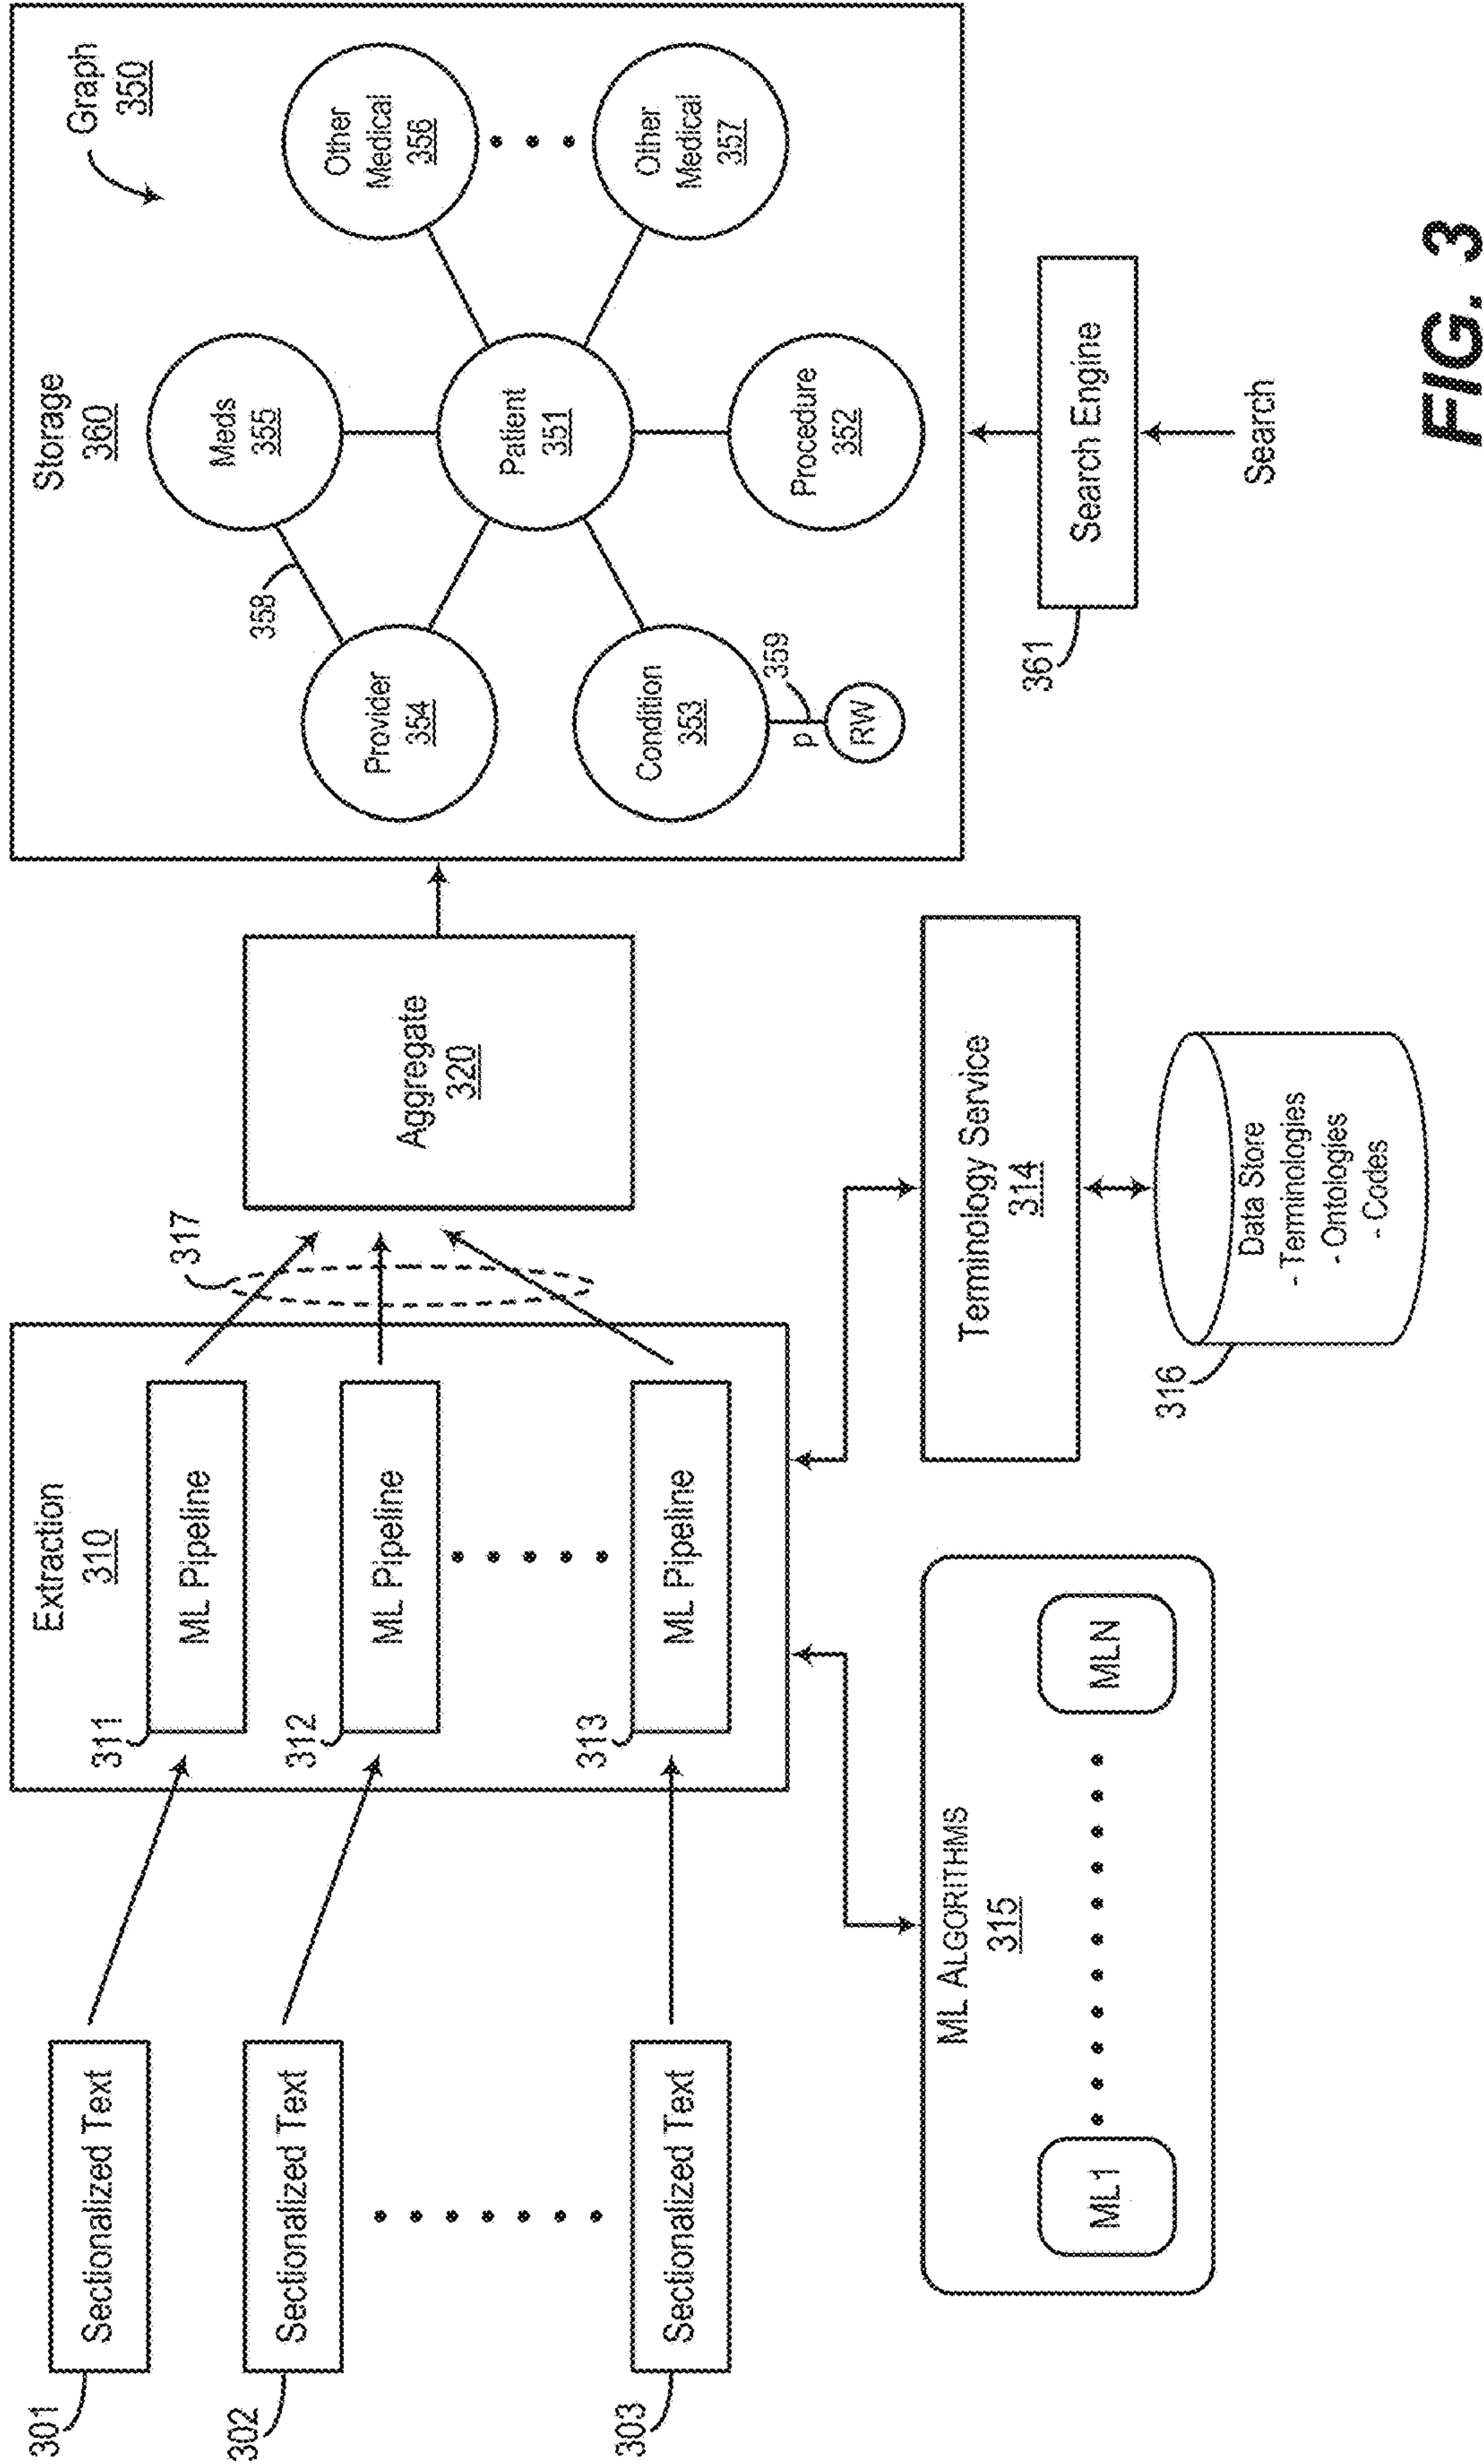 301
Sectionalized Text
302
Sectionalized Text
303
Sectionalized Text
Extraction
310
311
ML Pipeline
312
ML Pipeline
313
ML Pipeline
317
Aggregate
320
ML ALGORITHMS
315
ML1
MLN
Terminology Service
314
316
Data Store
- Terminologies
- Ontologies
- Codes
Storage
360
Graph
350
Meds
355
358
Provider
354
Patient
351
Other
Medical
356
Other
Medical
357
Condition
353
p
359
RW
Procedure
352
361
Search Engine
Search
FIG. 3